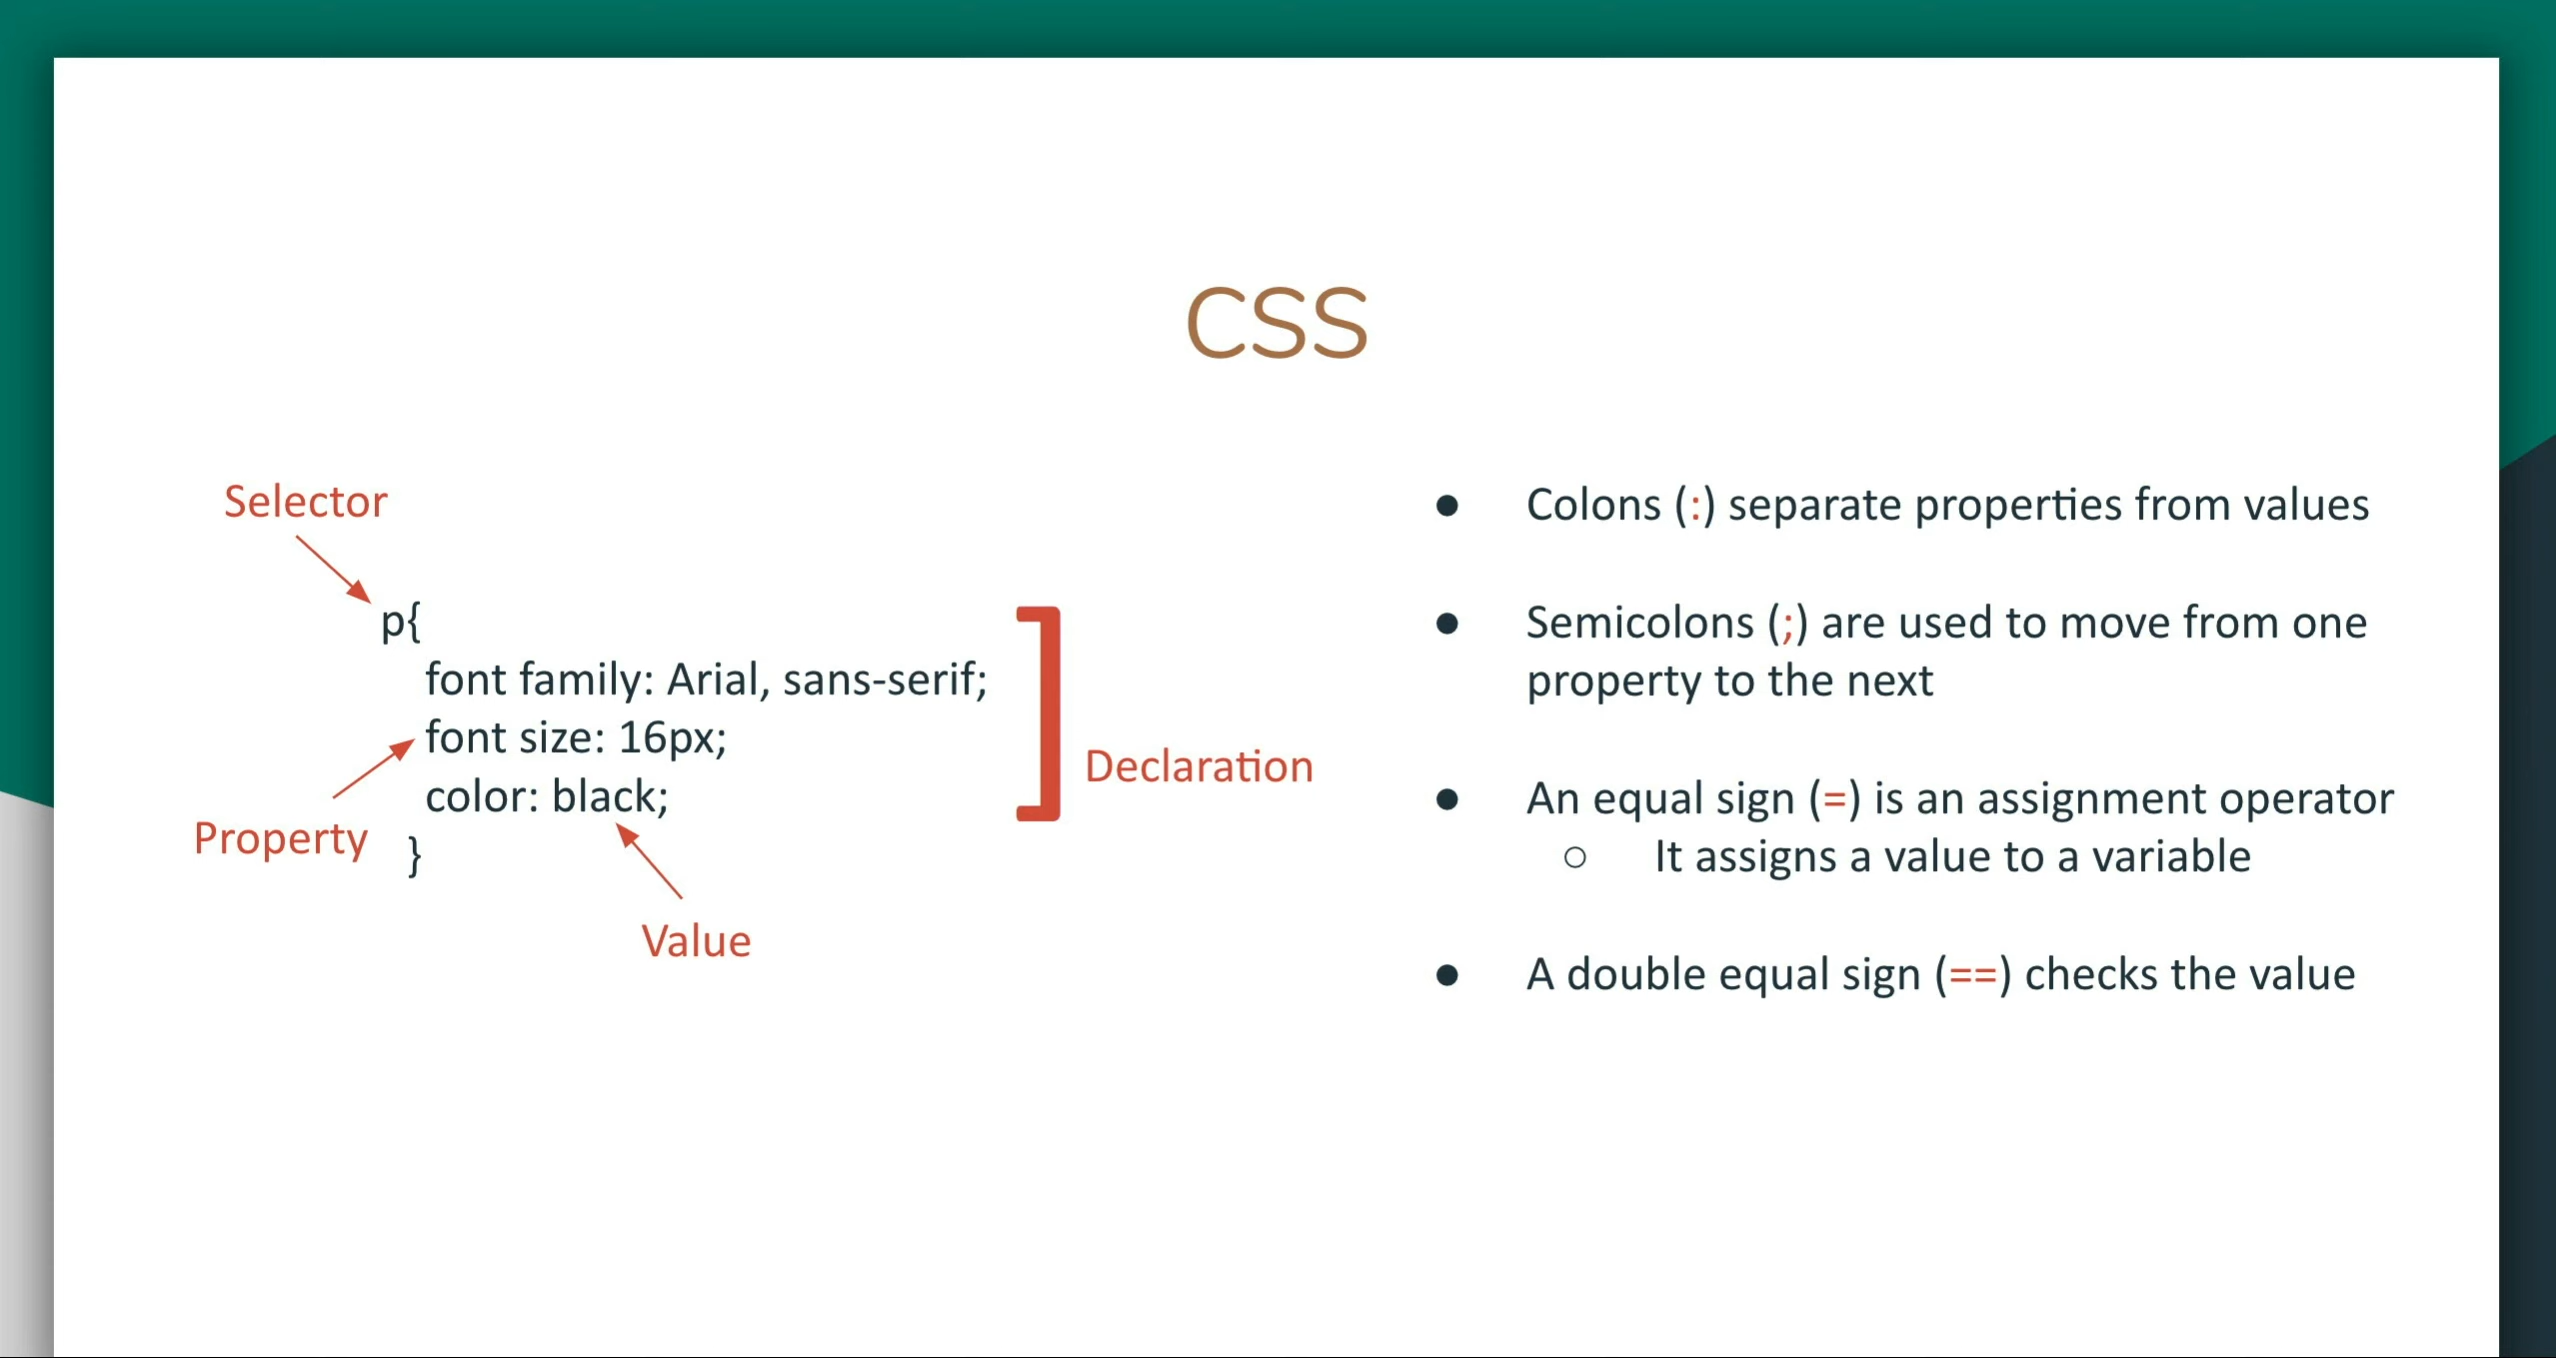 CSS
Selector
p{
font family: Arial, sans-serif;
font size: 16px;
color: black;
}
Property
Value
Declaration
● Colons (:) separate properties from values
● Semicolons (;) are used to move from one
property to the next
● An equal sign (=) is an assignment operator
○ It assigns a value to a variable
● A double equal sign (==) checks the value